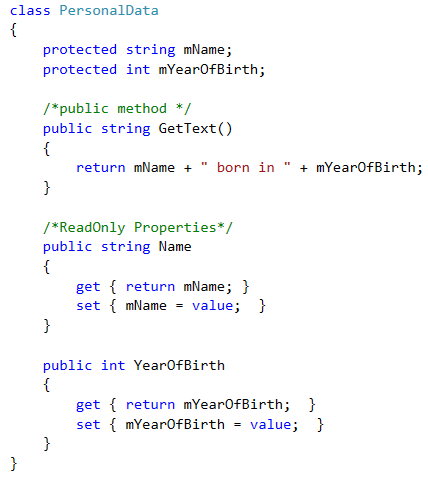 class PersonalData
{
    protected string mName;
    protected int mYearOfBirth;

    /*public method */
    public string GetText()
    {
        return mName + " born in " + mYearOfBirth;
    }

    /*ReadOnly Properties*/
    public string Name
    {
        get { return mName; }
        set { mName = value;  }
    }

    public int YearOfBirth
    {
        get { return mYearOfBirth;  }
        set { mYearOfBirth = value;  }
    }
}